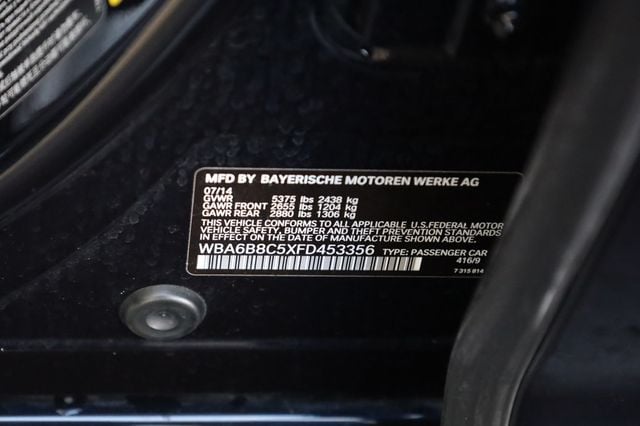 MFD BY BAYERISCHE MOTOREN WERKE AG
07/14
GVWR 5375 lbs 2438 kg
GAWR FRONT 2655 lbs 1204 kg
GAWR REAR 2880 lbs 1306 kg
THIS VEHICLE CONFORMS TO ALL APPLICABLE U.S.FEDERAL MOTOR
VEHICLE SAFETY, BUMPER, AND THEFT PREVENTION STANDARDS
IN EFFECT ON THE DATE OF MANUFACTURE SHOWN ABOVE.
WBA6B8C5XFD453356 TYPE: PASSENGER CAR
416/9
7 315 814